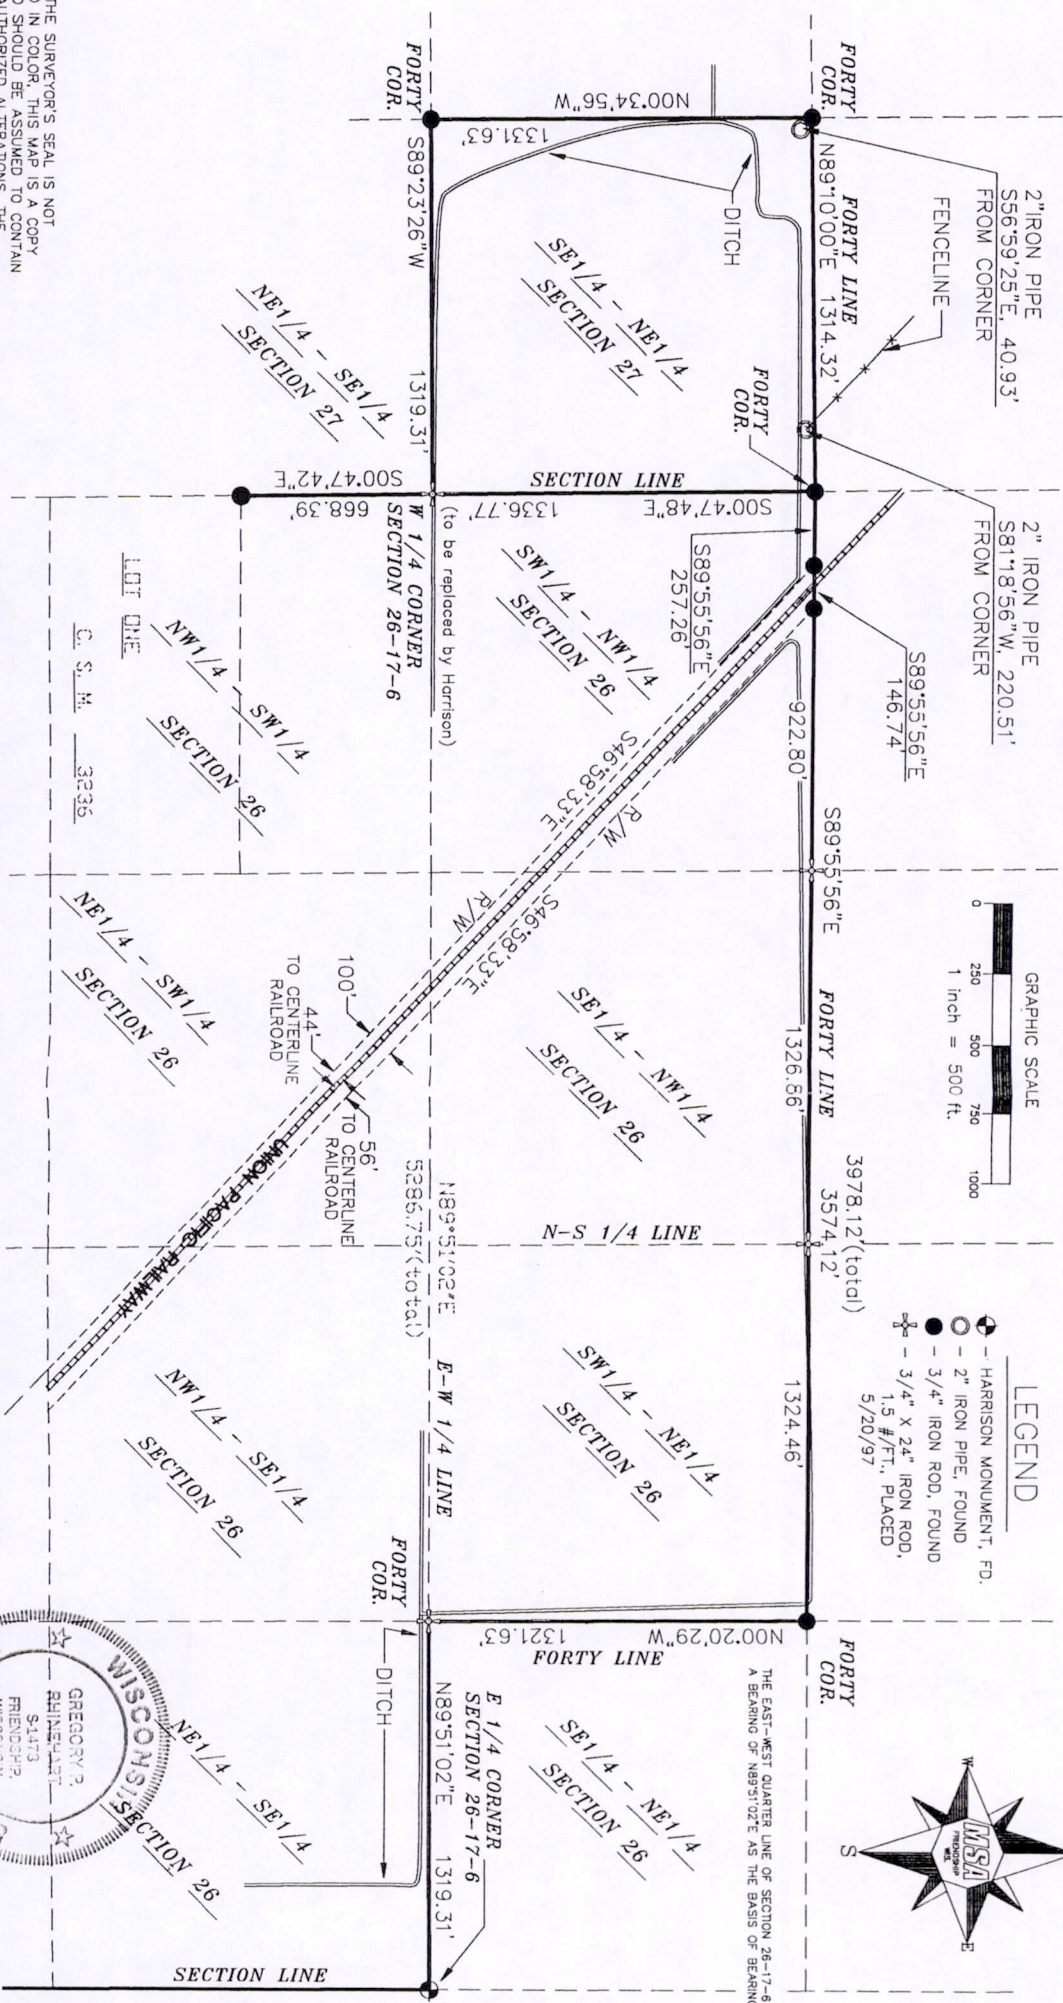 2"IRON PIPE
S56°59'25"E, 40.93'
FROM CORNER
FENCELINE
2" IRON PIPE
S81°18'56"W, 220.51'
FROM CORNER
S89°55'56"E
146.74'
GRAPHIC SCALE
0 250 500 750 1000
1 inch = 500 ft.
LEGEND
- HARRISON MONUMENT, FD.
- 2" IRON PIPE, FOUND
- 3/4" IRON ROD, FOUND
- 3/4" X 24" IRON ROD,
1.5 #/FT., PLACED
5/20/97
W
E
S
MSA
FRIENDSHIP
WIS.
FORTY
COR.
FORTY LINE
N89°10'00"E 1314.32'
FORTY
COR.
S89°55'56"E
FORTY LINE
3978.12'(total)
3574.12'
FORTY
COR.
922.80'
1326.86'
1324.46'
THE EAST-WEST QUARTER LINE OF SECTION 26-17-6
A BEARING OF N89°51'02"E AS THE BASIS OF BEARING
N00°34'56"W
1331.63'
DITCH
SE1/4 - NE1/4
SECTION 27
SECTION LINE
S00°47'48"E
1336.77'
S89°55'56"E
257.26'
SW1/4 - NW1/4
SECTION 26
S46°58'33"E
R/W
S46°58'33"E
R/W
SE1/4 - NW1/4
SECTION 26
N-S 1/4 LINE
SW1/4 - NE1/4
SECTION 26
N00°20'29"W
1321.63'
FORTY LINE
SE1/4 - NE1/4
SECTION 26
FORTY
COR.
S89°23'26"W
1319.31'
(to be replaced by Harrison)
W 1/4 CORNER
SECTION 26-17-6
N89°51'02"E
5286.75'(total)
E-W 1/4 LINE
FORTY
COR.
E 1/4 CORNER
SECTION 26-17-6
N89°51'02"E 1319.31'
DITCH
NE1/4 - SE1/4
SECTION 27
S00°47'42"E
668.39'
100'
44'
TO CENTERLINE
RAILROAD
56'
TO CENTERLINE
RAILROAD
UNION PACIFIC RAILWAY
NW1/4 - SW1/4
SECTION 26
LOT ONE
C. S. M. 3236
NE1/4 - SW1/4
SECTION 26
NW1/4 - SE1/4
SECTION 26
NE1/4 - SE1/4
SECTION 26
SECTION LINE
WISCONSI
GREGORY P.
RHINEHART
S-1473
FRIENDSHIP,
THE SURVEYOR'S SEAL IS NOT
IN COLOR, THIS MAP IS A COPY
SHOULD BE ASSUMED TO CONTAIN
AUTHORIZED ALTERATIONS. THE